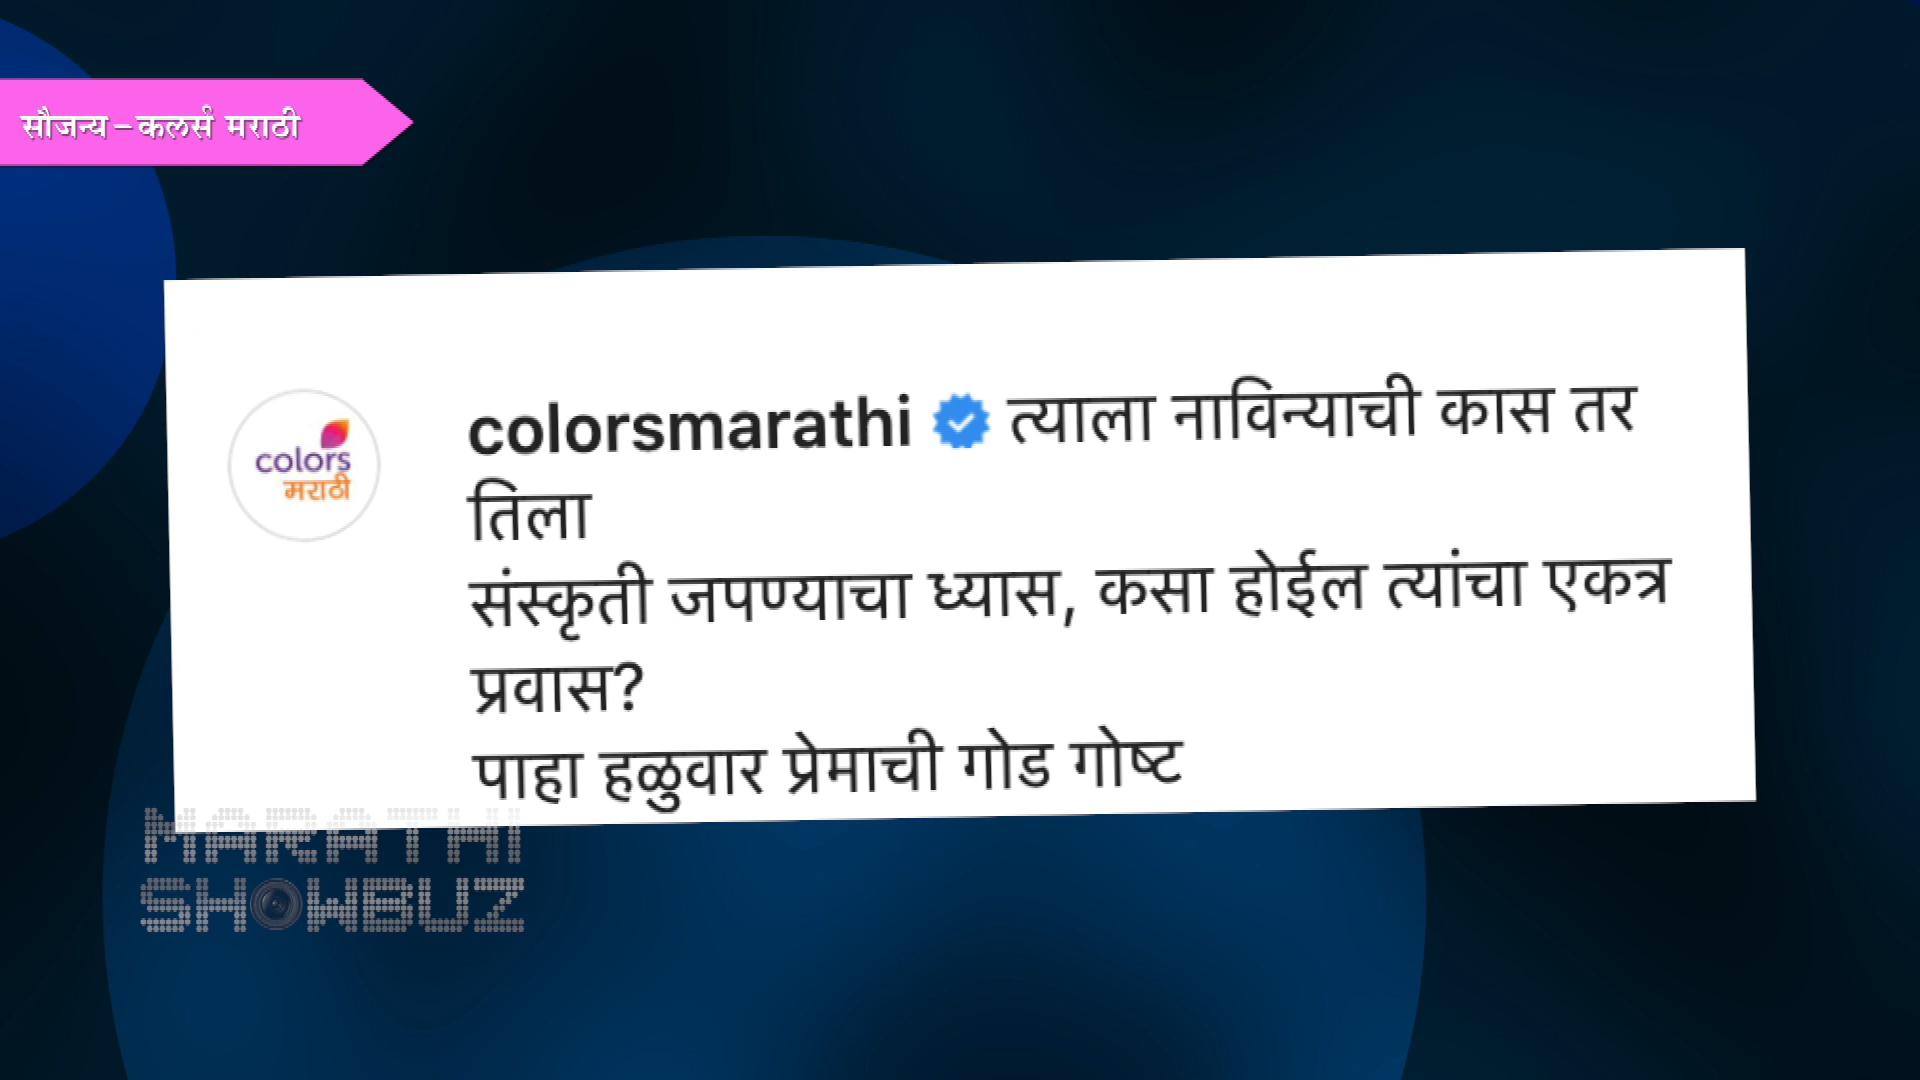 सौजन्य-कलर्स मराठी
colors
मराठी
colorsmarathi त्याला नाविन्याची कास तर
तिला
संस्कृती जपण्याचा ध्यास, कसा होईल त्यांचा एकत्र
प्रवास?
पाहा हळुवार प्रेमाची गोड गोष्ट
MARATHI
SHOWBUZ